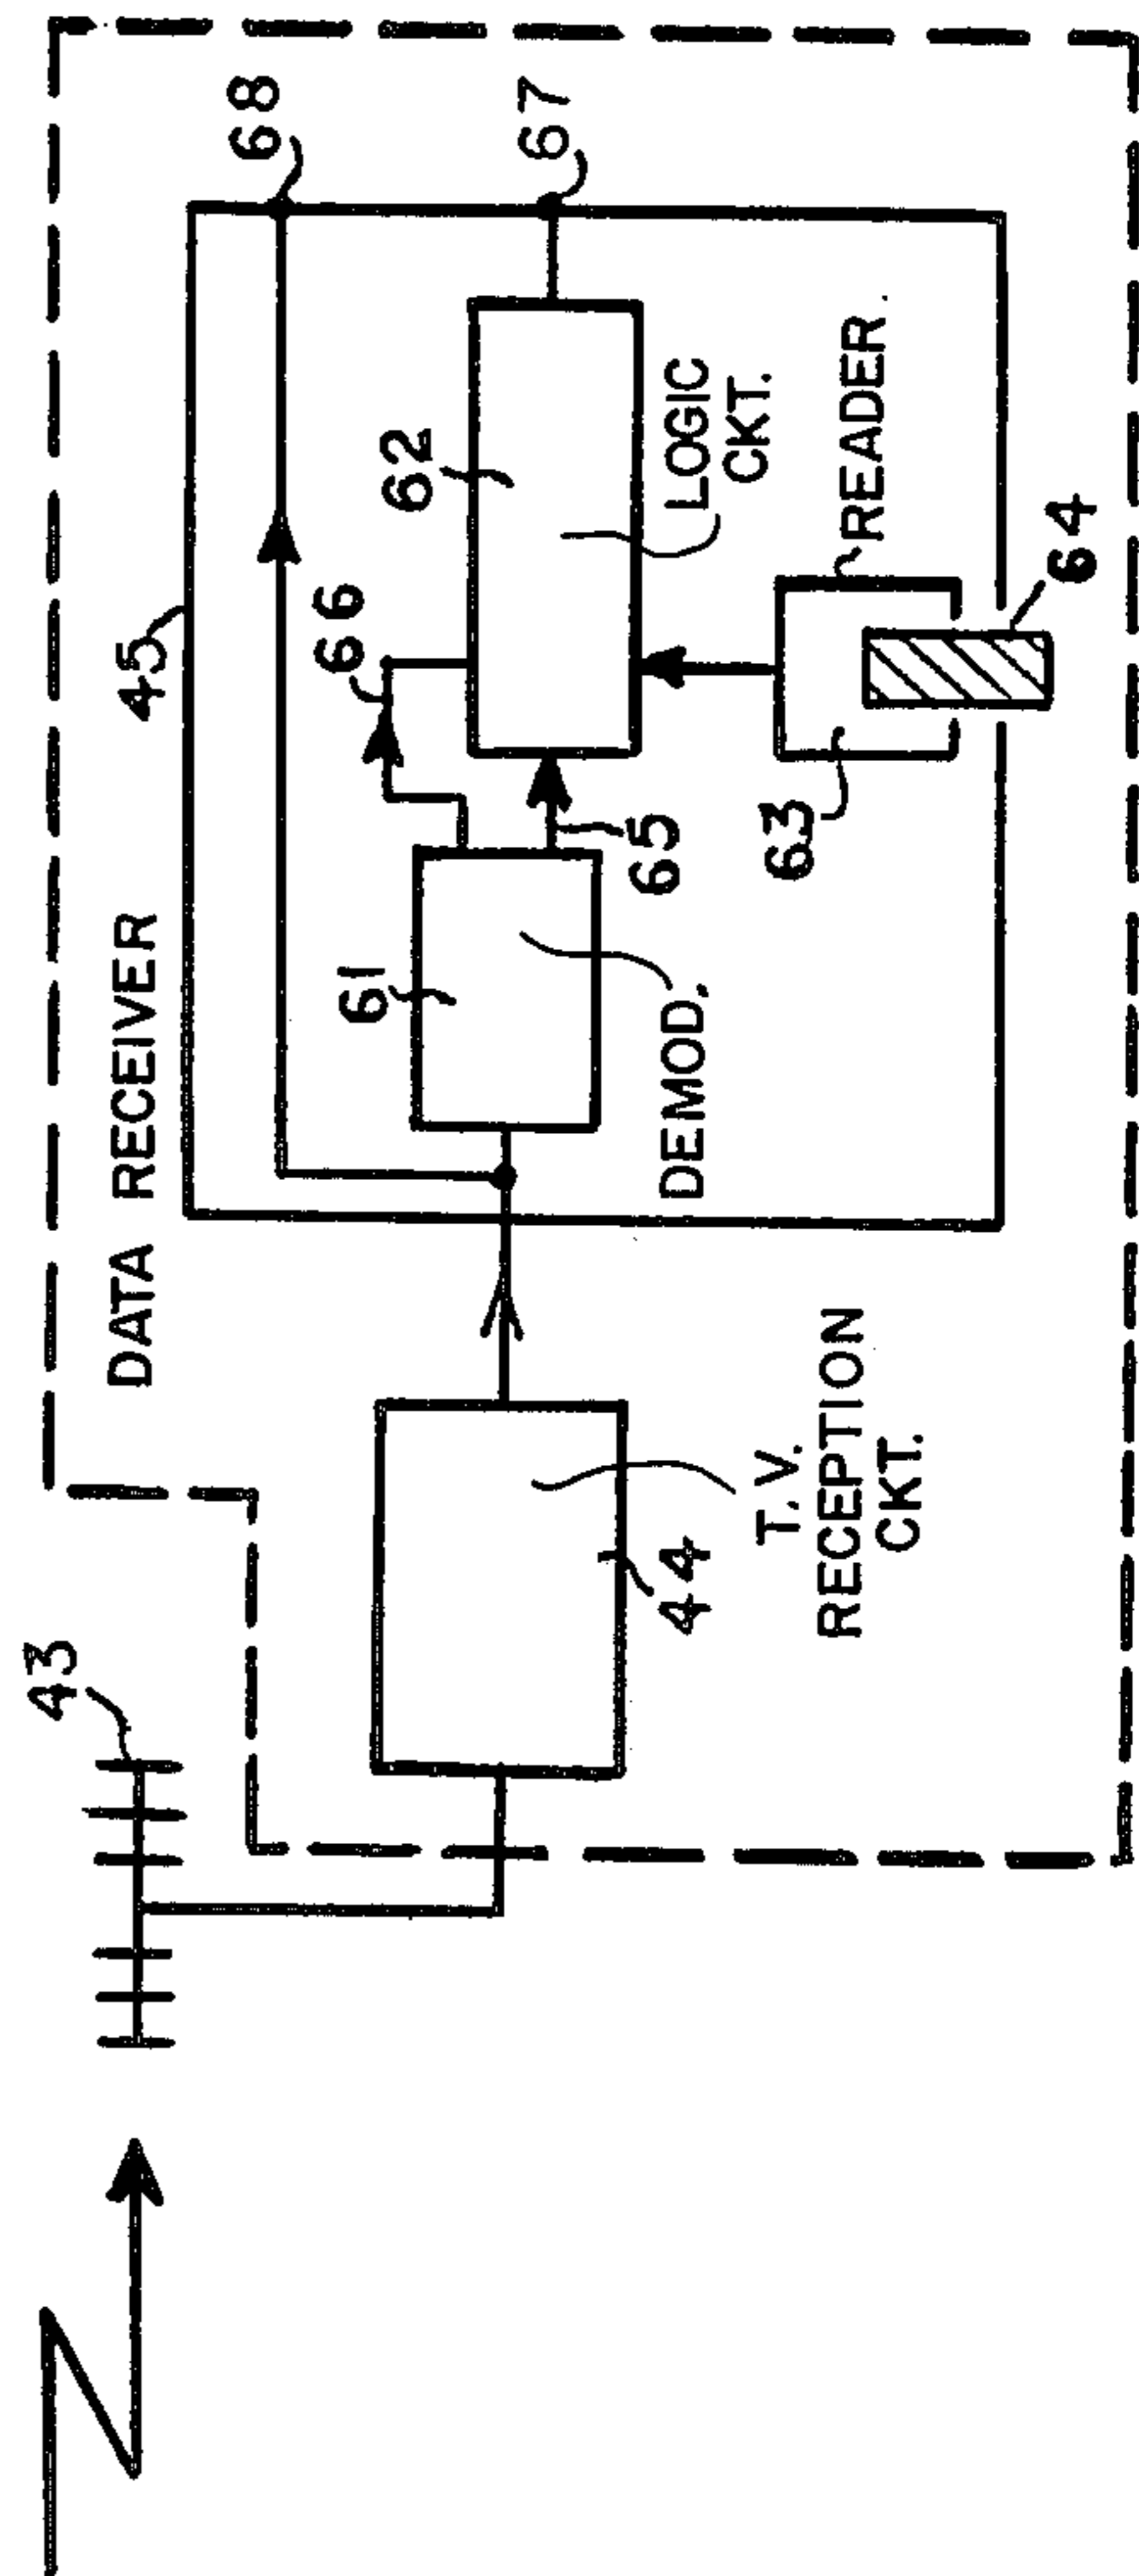 43
DATA RECEIVER
45
68
66
62
61
67
65
LOGIC
CKT.
DEMOD.
44
T.V.
RECEPTION
CKT.
63
READER
64